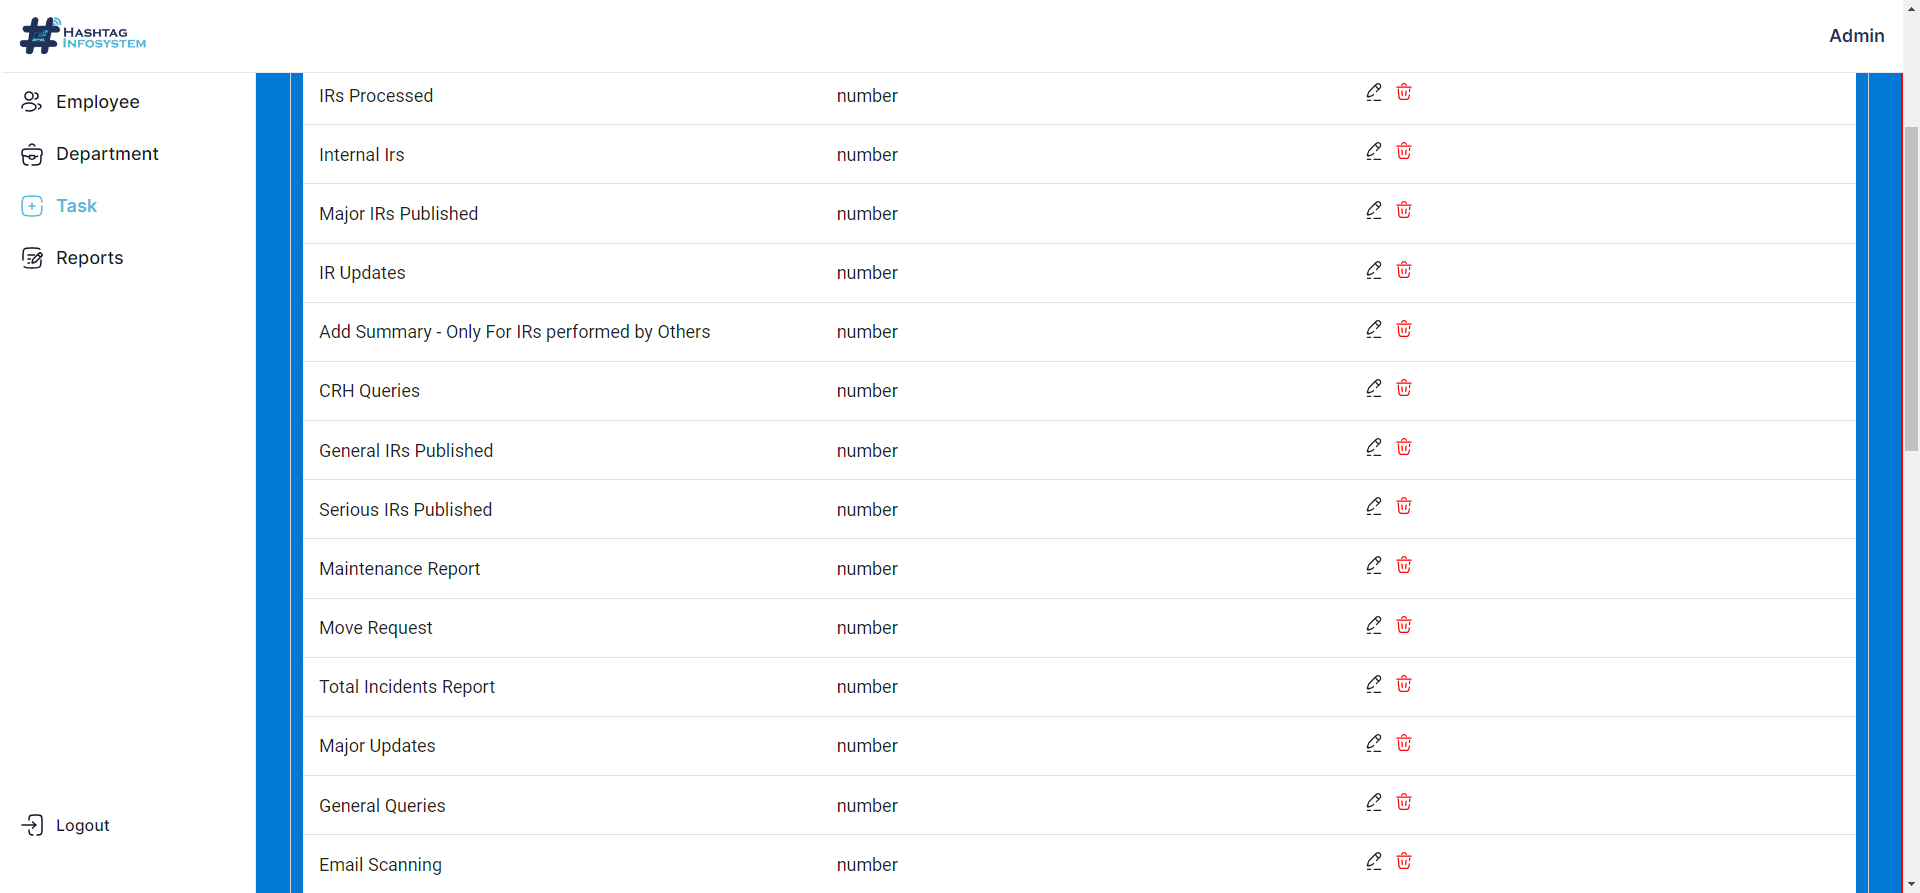 HASHTAG
INFOSYSTEM
Admin
Employee
Department
Task
Reports
Logout
IRs Processed number
Internal Irs number
Major IRs Published number
IR Updates number
Add Summary - Only For IRs performed by Others number
CRH Queries number
General IRs Published number
Serious IRs Published number
Maintenance Report number
Move Request number
Total Incidents Report number
Major Updates number
General Queries number
Email Scanning number